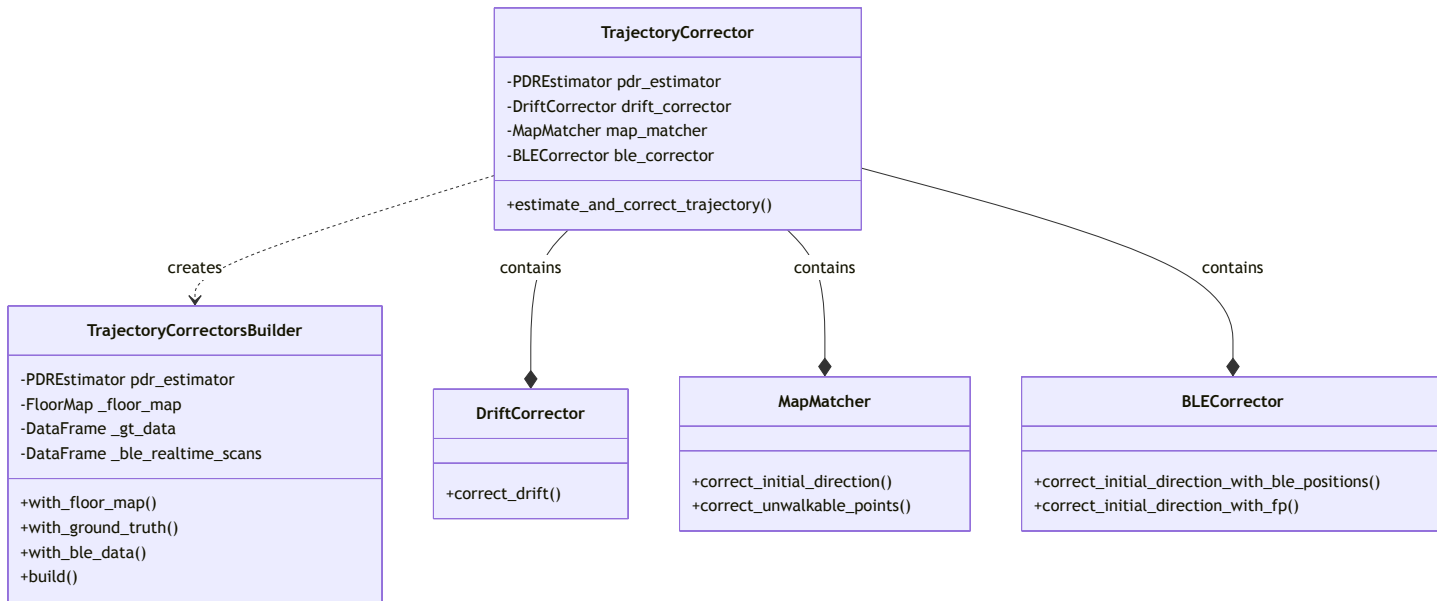 TrajectoryCorrector
-PDREstimator pdr_estimator
-DriftCorrector drift_corrector
-MapMatcher map_matcher
-BLECorrector ble_corrector
+estimate_and_correct_trajectory()
creates
contains
contains
contains
TrajectoryCorrectorsBuilder
-PDREstimator pdr_estimator
-FloorMap _floor_map
-DataFrame _gt_data
-DataFrame _ble_realtime_scans
+with_floor_map()
+with_ground_truth()
+with_ble_data()
+build()
DriftCorrector
+correct_drift()
MapMatcher
+correct_initial_direction()
+correct_unwalkable_points()
BLECorrector
+correct_initial_direction_with_ble_positions()
+correct_initial_direction_with_fp()